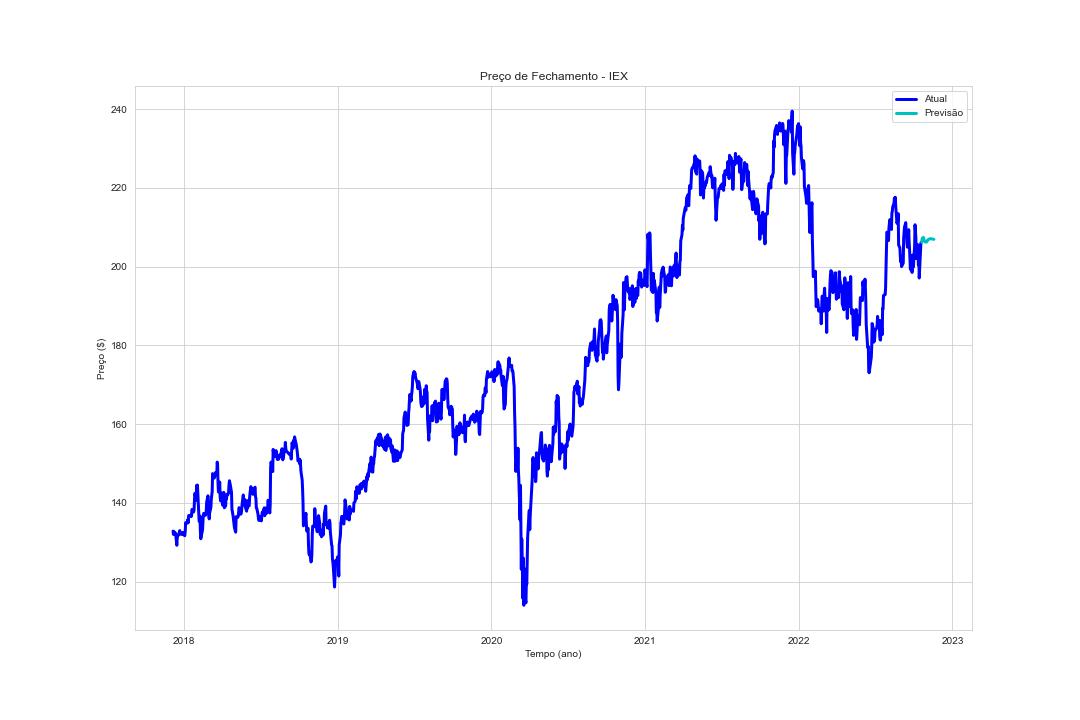 Preço de Fechamento - IEX
Atual
Previsão
240
220
200
180
160
140
120
Preço ($)
2018 2019 2020 2021 2022 2023
Tempo (ano)